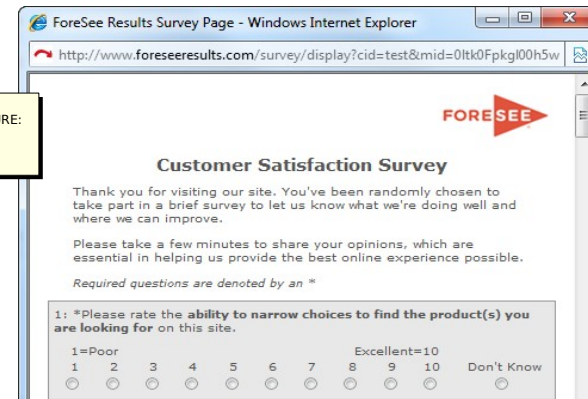 ForeSee Results Survey Page - Windows Internet Explorer
http://www.foreseeresults.com/survey/display?cid=test&mid=0ltk0Fpkgl00h5w
RE:
FORESEE
Customer Satisfaction Survey
Thank you for visiting our site. You've been randomly chosen to
take part in a brief survey to let us know what we're doing well and
where we can improve.
Please take a few minutes to share your opinions, which are
essential in helping us provide the best online experience possible.
Required questions are denoted by an *
1: *Please rate the ability to narrow choices to find the product(s) you
are looking for on this site.
1=Poor Excellent=10
1 2 3 4 5 6 7 8 9 10 Don't Know